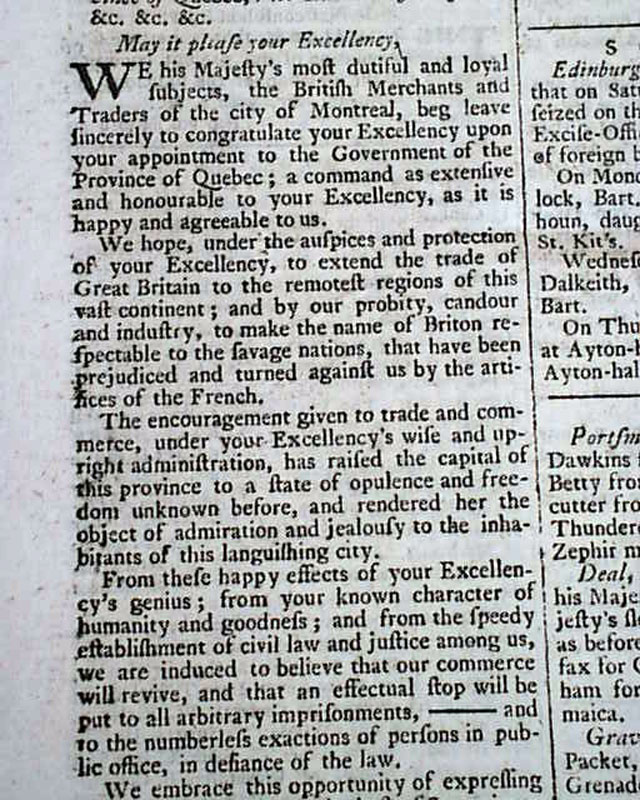 &c. &c. &c.
May it pleaſe your Excellency,
WE his Majeſty's moſt dutiful and loyal
ſubjects, the Britiſh Merchants and
Traders of the city of Montreal, beg leave
ſincerely to congratulate your Excellency upon
your appointment to the Government of the
Province of Quebec; a command as extenſive
and honourable to your Excellency, as it is
happy and agreeable to us.
We hope, under the auſpices and protection
of your Excellency, to extend the trade of
Great Britain to the remoteſt regions of this
vaſt continent; and by our probity, candour
and induſtry, to make the name of Briton re-
ſpectable to the ſavage nations, that have been
prejudiced and turned againſt us by the arti-
fices of the French.
The encouragement given to trade and com-
merce, under your Excellency's wiſe and up-
right adminiſtration, has raiſed the capital of
this province to a ſtate of opulence and free-
dom unknown before, and rendered her the
object of admiration and jealouſy to the inha-
bitants of this languiſhing city.
From theſe happy effects of your Excellen-
cy's genius; from your known character of
humanity and goodneſs; and from the ſpeedy
eſtabliſhment of civil law and juſtice among us,
we are induced to believe that our commerce
will revive, and that an effectual ſtop will be
put to all arbitrary impriſonments, ——— and
to the numberleſs exactions of perſons in pub-
lic office, in defiance of the law.
We embrace this opportunity of expreſſing
S
Edinburg
that on Satu
ſeized on th
Exciſe-Offi
of foreign b
On Mond
lock, Bart.
houn, daug
St. Kit's.
Wedneſ
Dalkeith,
Bart.
On Thu
at Ayton-h
Ayton-hal
Portſm
Dawkins f
Betty fro
cutter fro
Thunder
Zephir m
Deal,
his Maje
jeſty's ſl
as before
fax for G
ham for
maica.
Grav
Packet,
Grenad